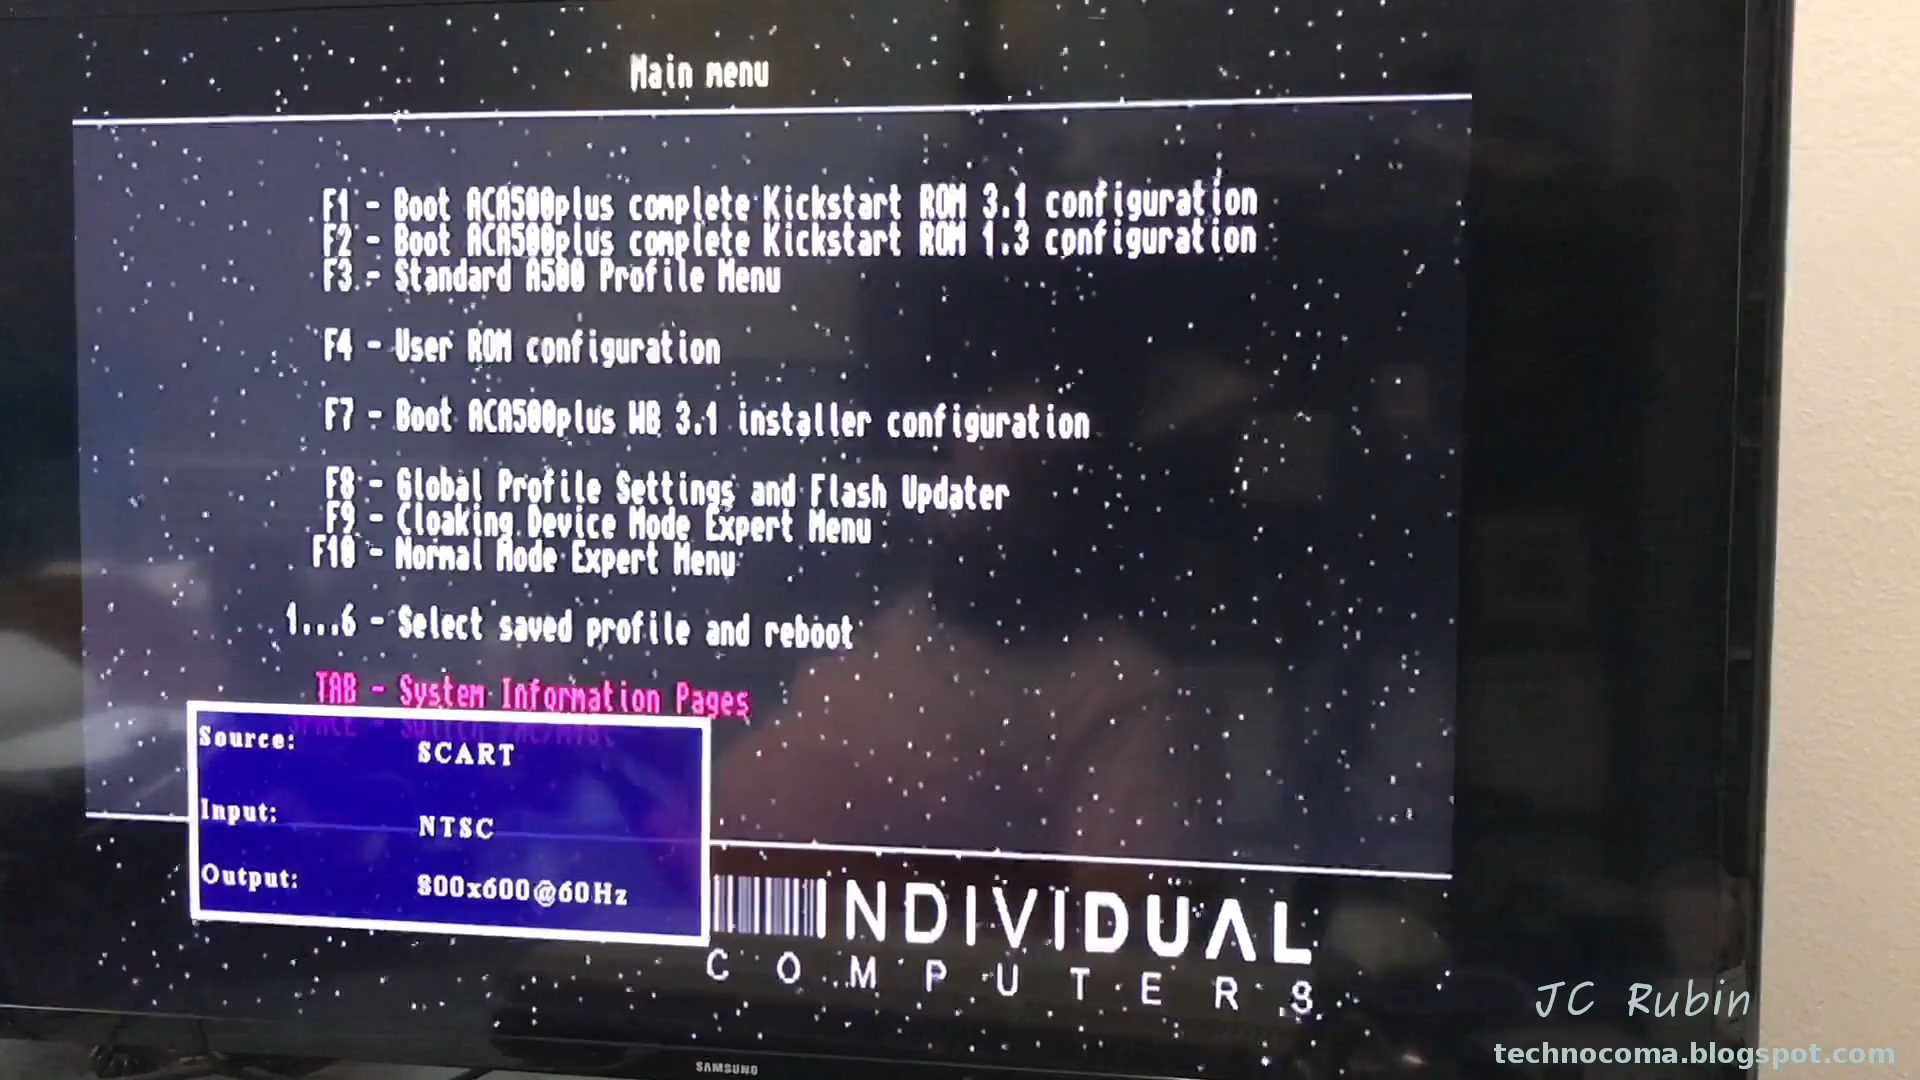 Main menu
F1 - Boot ACA500plus complete Kickstart ROM 3.1 configuration
F2 - Boot ACA500plus complete Kickstart ROM 1.3 configuration
F3 - Standard A500 Profile Menu
F4 - User ROM configuration
F7 - Boot ACA500plus WB 3.1 installer configuration
F8 - Global Profile Settings and Flash Updater
F9 - Cloaking Device Mode Expert Menu
F10 - Normal Mode Expert Menu
1...6 - Select saved profile and reboot
TAB - System Information Pages
SPACE - Switch PAL/NTSC
Source: SCART
Input: NTSC
Output: 800x600@60Hz
INDIVIDUAL
COMPUTERS
JC Rubin
technocoma.blogspot.com
SAMSUNG